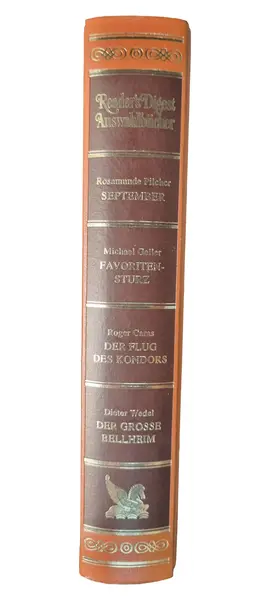 Reader's Digest
Auswahlbücher
Rosamunde Pilcher
SEPTEMBER
Michael Geller
FAVORITEN-
STURZ
Roger Caras
DER FLUG
DES KONDORS
Dieter Wedel
DER GROSSE
BELLHEIM